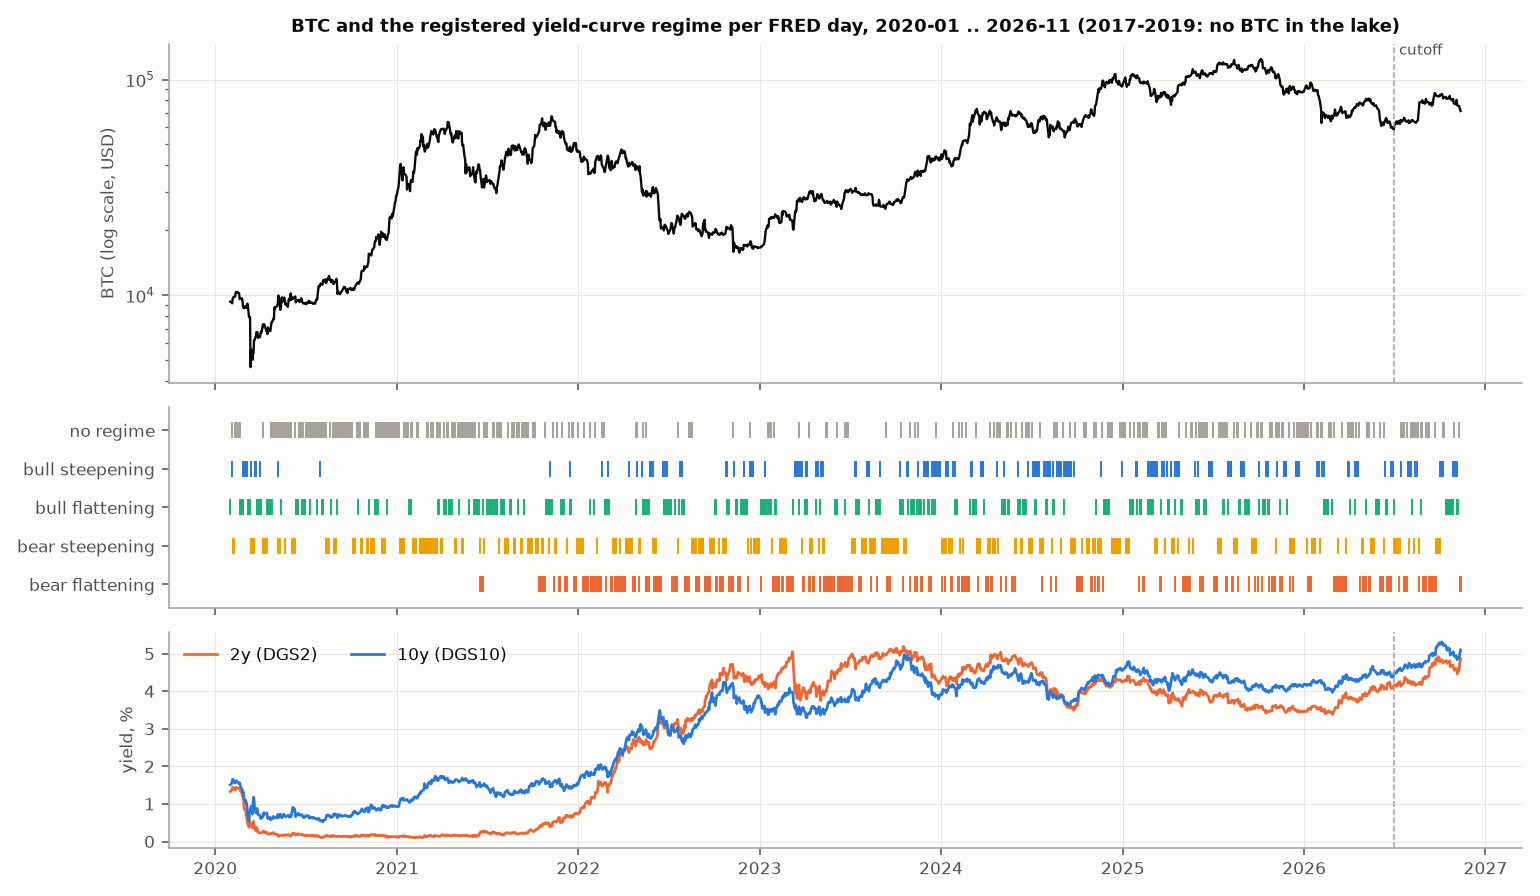 BTC and the registered yield-curve regime per FRED day, 2020-01 .. 2026-11 (2017-2019: no BTC in the lake)
cutoff
10^5
10^4
BTC (log scale, USD)
no regime
bull steepening
bull flattening
bear steepening
bear flattening
2y (DGS2)
10y (DGS10)
5
4
3
2
1
0
yield, %
2020
2021
2022
2023
2024
2025
2026
2027